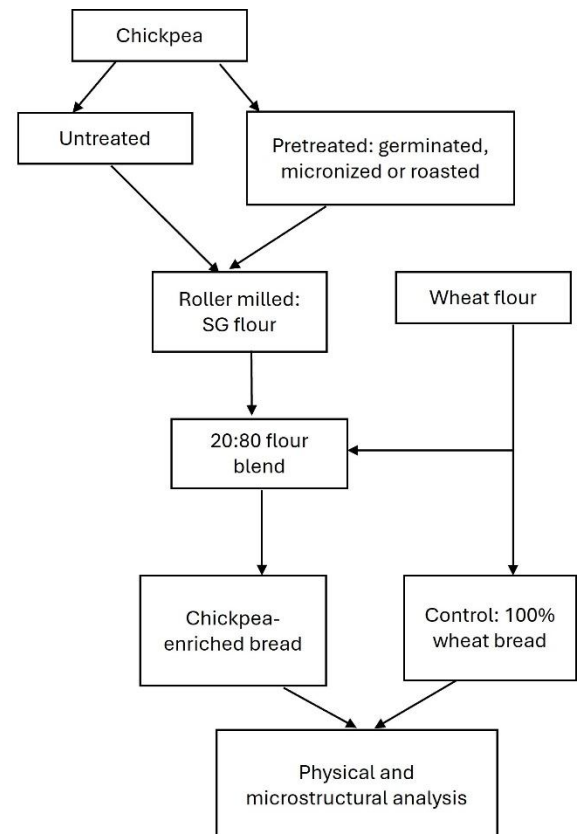 Chickpea
Untreated
Pretreated: germinated,
micronized or roasted
Roller milled:
SG flour
Wheat flour
20:80 flour
blend
Chickpea-
enriched bread
Control: 100%
wheat bread
Physical and
microstructural analysis